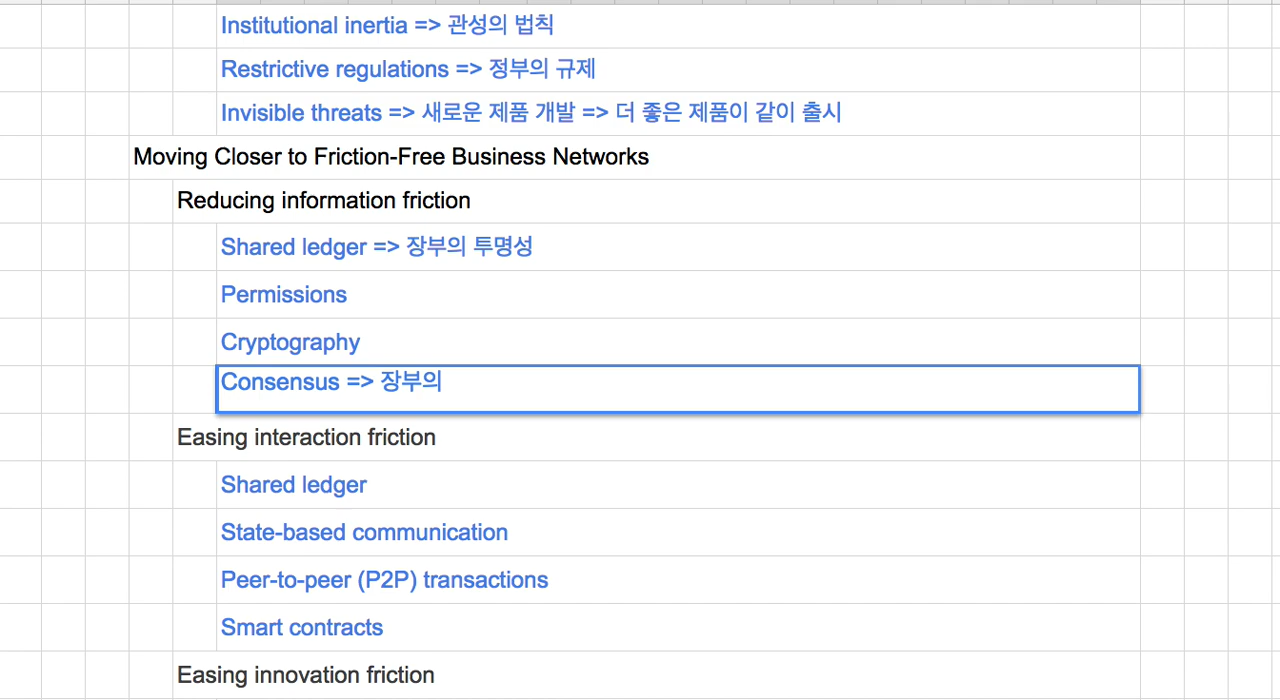 Institutional inertia => 관성의 법칙
Restrictive regulations => 정부의 규제
Invisible threats => 새로운 제품 개발 => 더 좋은 제품이 같이 출시
Moving Closer to Friction-Free Business Networks
Reducing information friction
Shared ledger => 장부의 투명성
Permissions
Cryptography
Consensus => 장부의
Easing interaction friction
Shared ledger
State-based communication
Peer-to-peer (P2P) transactions
Smart contracts
Easing innovation friction